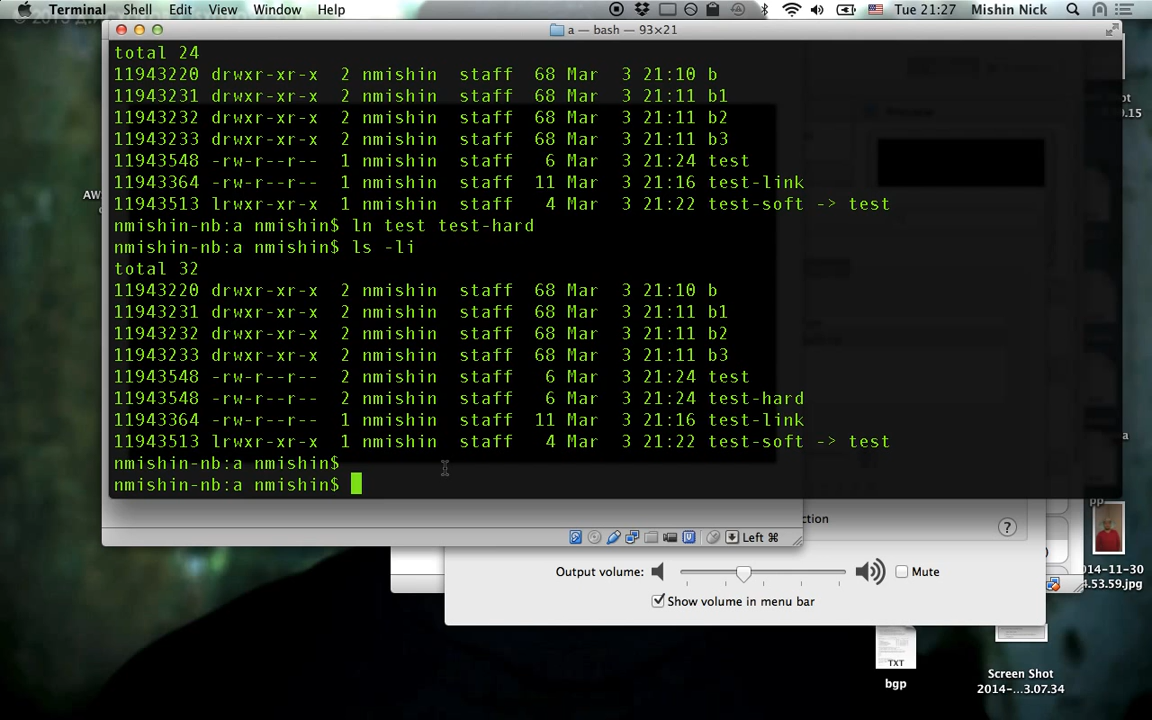 Terminal Shell Edit View Window Help Tue 21:27 Mishin Nick
a — bash — 93×21
total 24
11943220 drwxr-xr-x 2 nmishin staff 68 Mar 3 21:10 b
11943231 drwxr-xr-x 2 nmishin staff 68 Mar 3 21:11 b1
11943232 drwxr-xr-x 2 nmishin staff 68 Mar 3 21:11 b2
11943233 drwxr-xr-x 2 nmishin staff 68 Mar 3 21:11 b3
11943548 -rw-r--r-- 1 nmishin staff 6 Mar 3 21:24 test
11943364 -rw-r--r-- 1 nmishin staff 11 Mar 3 21:16 test-link
11943513 lrwxr-xr-x 1 nmishin staff 4 Mar 3 21:22 test-soft -> test
nmishin-nb:a nmishin$ ln test test-hard
nmishin-nb:a nmishin$ ls -li
total 32
11943220 drwxr-xr-x 2 nmishin staff 68 Mar 3 21:10 b
11943231 drwxr-xr-x 2 nmishin staff 68 Mar 3 21:11 b1
11943232 drwxr-xr-x 2 nmishin staff 68 Mar 3 21:11 b2
11943233 drwxr-xr-x 2 nmishin staff 68 Mar 3 21:11 b3
11943548 -rw-r--r-- 2 nmishin staff 6 Mar 3 21:24 test
11943548 -rw-r--r-- 2 nmishin staff 6 Mar 3 21:24 test-hard
11943364 -rw-r--r-- 1 nmishin staff 11 Mar 3 21:16 test-link
11943513 lrwxr-xr-x 1 nmishin staff 4 Mar 3 21:22 test-soft -> test
nmishin-nb:a nmishin$
nmishin-nb:a nmishin$
AW
ction ?
Left ⌘
Output volume: Mute
Show volume in menu bar
pp
014-11-30
4.53.59.jpg
TXT
bgp
Screen Shot
2014-...3.07.34